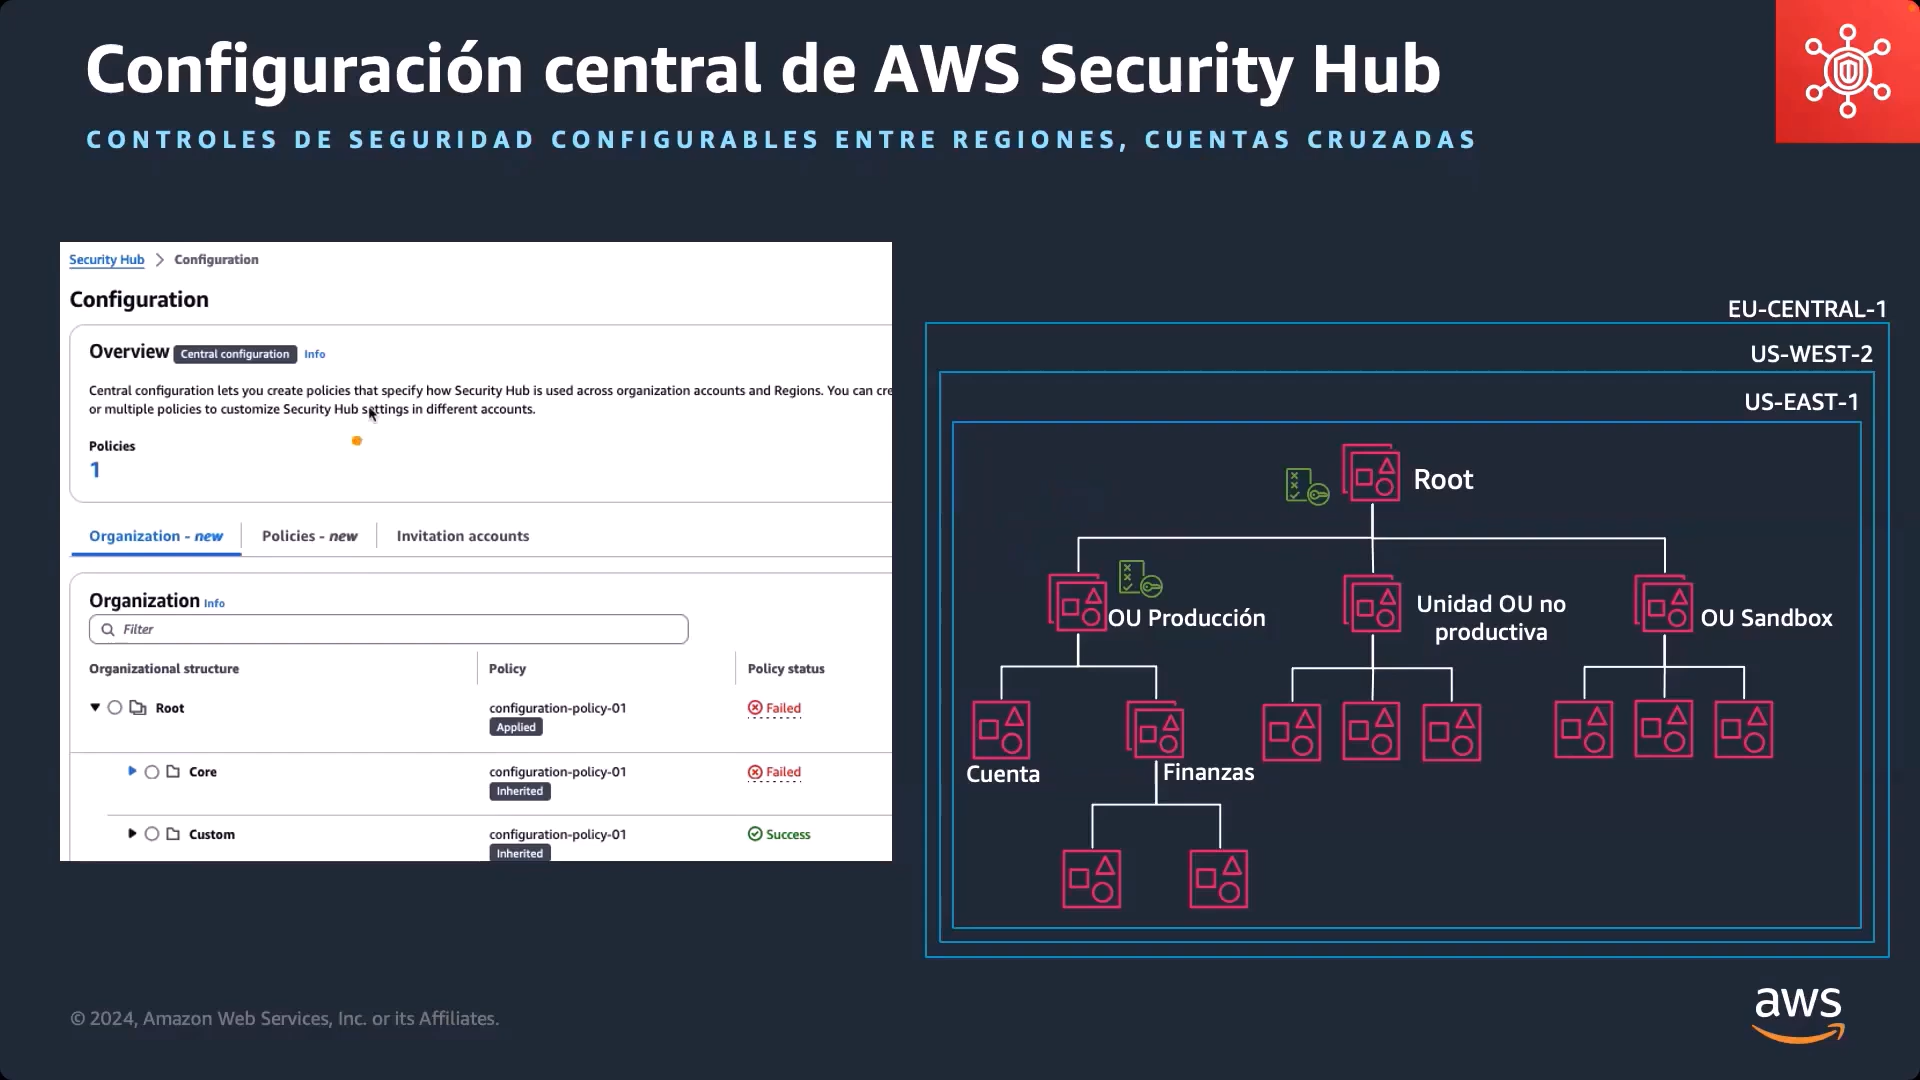 Configuración central de AWS Security Hub
CONTROLES DE SEGURIDAD CONFIGURABLES ENTRE REGIONES, CUENTAS CRUZADAS
Security Hub > Configuration
Configuration
Overview Central configuration Info
Central configuration lets you create policies that specify how Security Hub is used across organization accounts and Regions. You can cre
or multiple policies to customize Security Hub settings in different accounts.
Policies
1
Organization - new Policies - new Invitation accounts
Organization Info
Filter
Organizational structure Policy Policy status
Root configuration-policy-01 Failed
Applied
Core configuration-policy-01 Failed
Inherited
Custom configuration-policy-01 Success
Inherited
EU-CENTRAL-1
US-WEST-2
US-EAST-1
Root
OU Producción
Unidad OU no
productiva
OU Sandbox
Cuenta
Finanzas
© 2024, Amazon Web Services, Inc. or its Affiliates.
aws